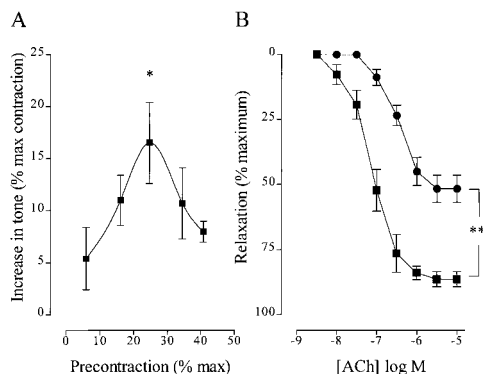 A
B
Increase in tone (% max contraction)
25
20
15
10
5
0
*
0 10 20 30 40 50
Precontraction (% max)
Relaxation (% maximum)
0
25
50
75
100
**
-9 -8 -7 -6 -5
[ACh] log M